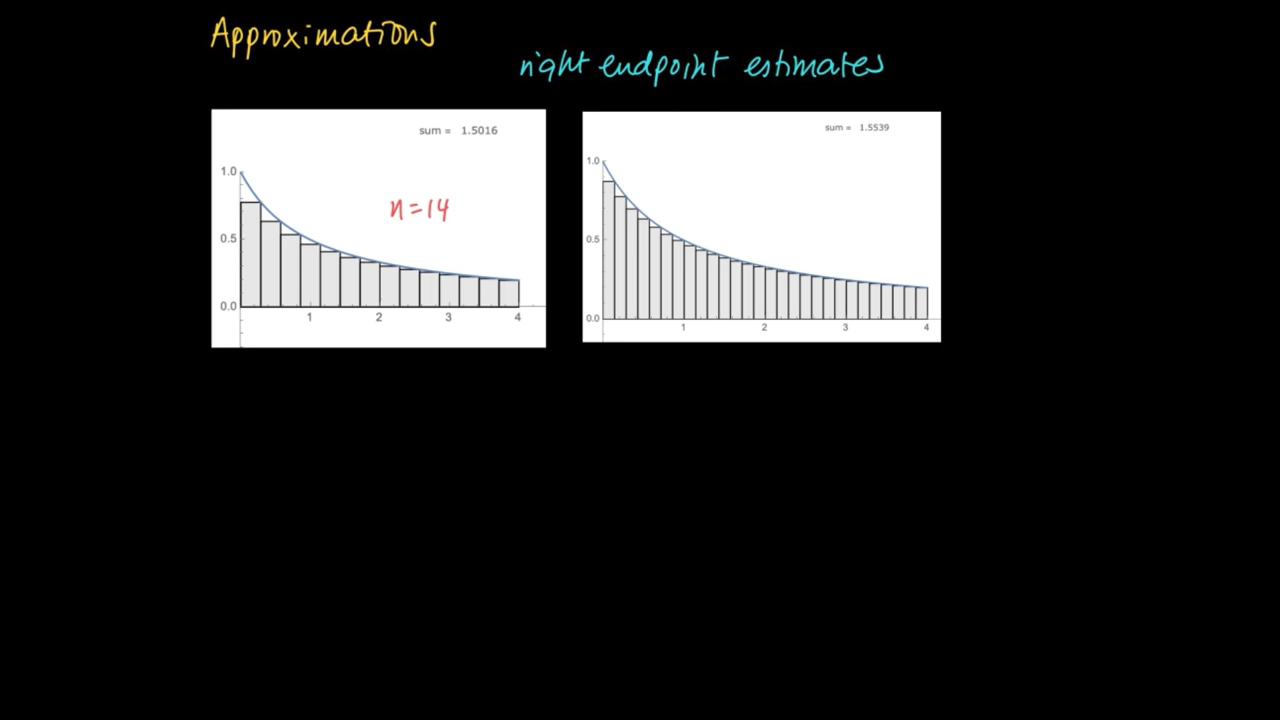 Approximations
right endpoint estimates
sum = 1.5016
1.0
n=14
0.5
0.0
1 2 3 4
sum = 1.5539
1.0
0.5
0.0
1 2 3 4